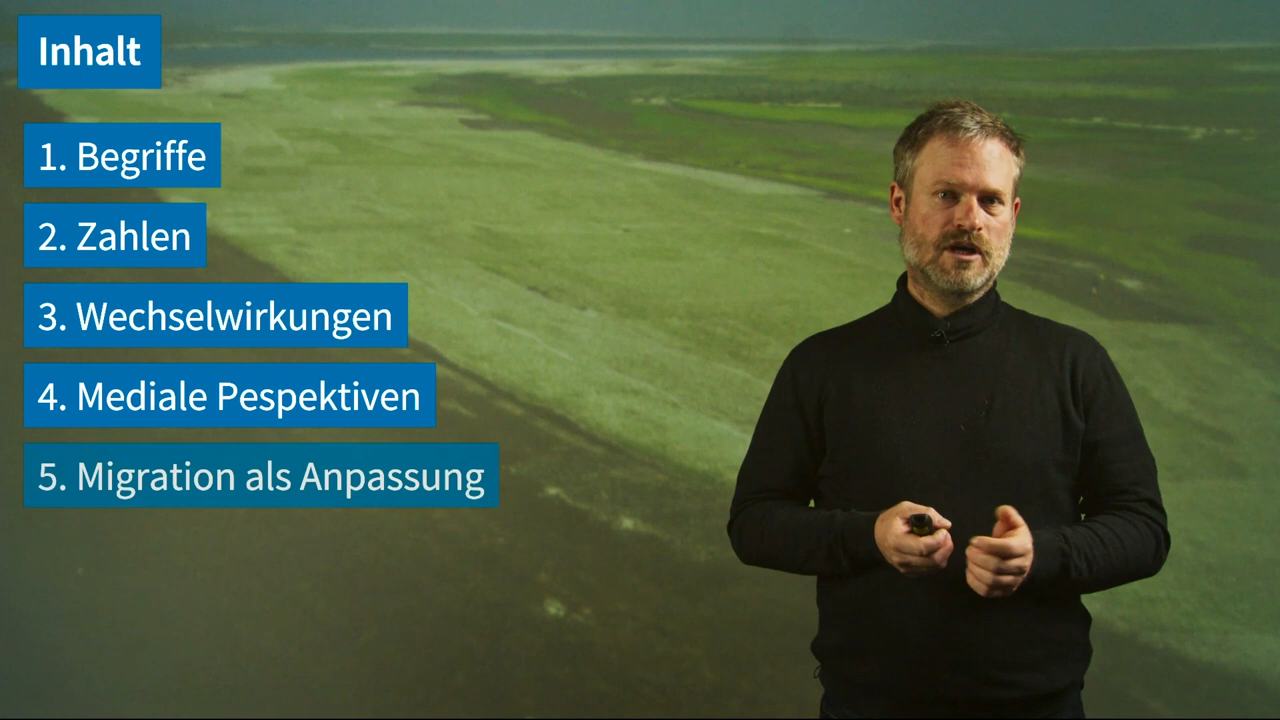 Inhalt
1. Begriffe
2. Zahlen
3. Wechselwirkungen
4. Mediale Pespektiven
5. Migration als Anpassung